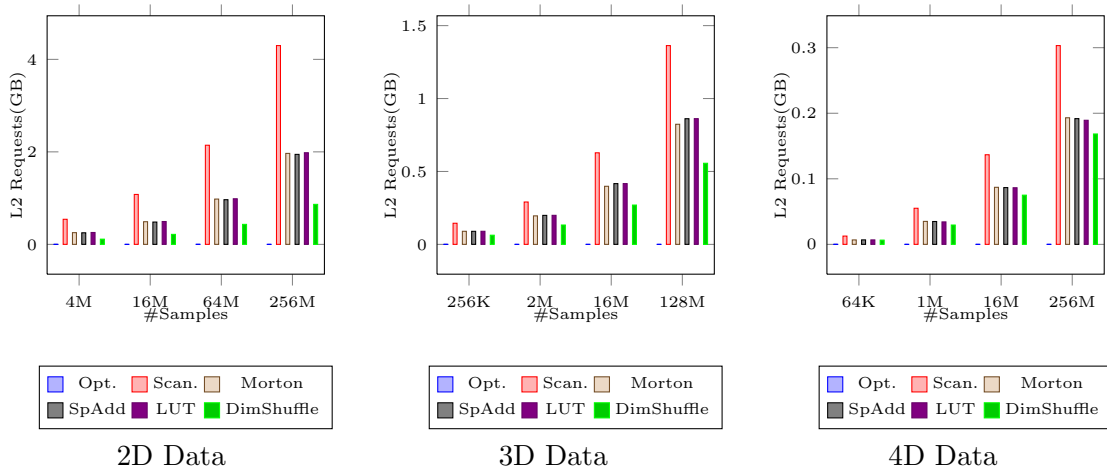 4
2
0
L2 Requests(GB)
4M 16M 64M 256M
#Samples
Opt. Scan. Morton
SpAdd LUT DimShuffle
2D Data
1.5
1
0.5
0
L2 Requests(GB)
256K 2M 16M 128M
#Samples
Opt. Scan. Morton
SpAdd LUT DimShuffle
3D Data
0.3
0.2
0.1
0
L2 Requests(GB)
64K 1M 16M 256M
#Samples
Opt. Scan. Morton
SpAdd LUT DimShuffle
4D Data